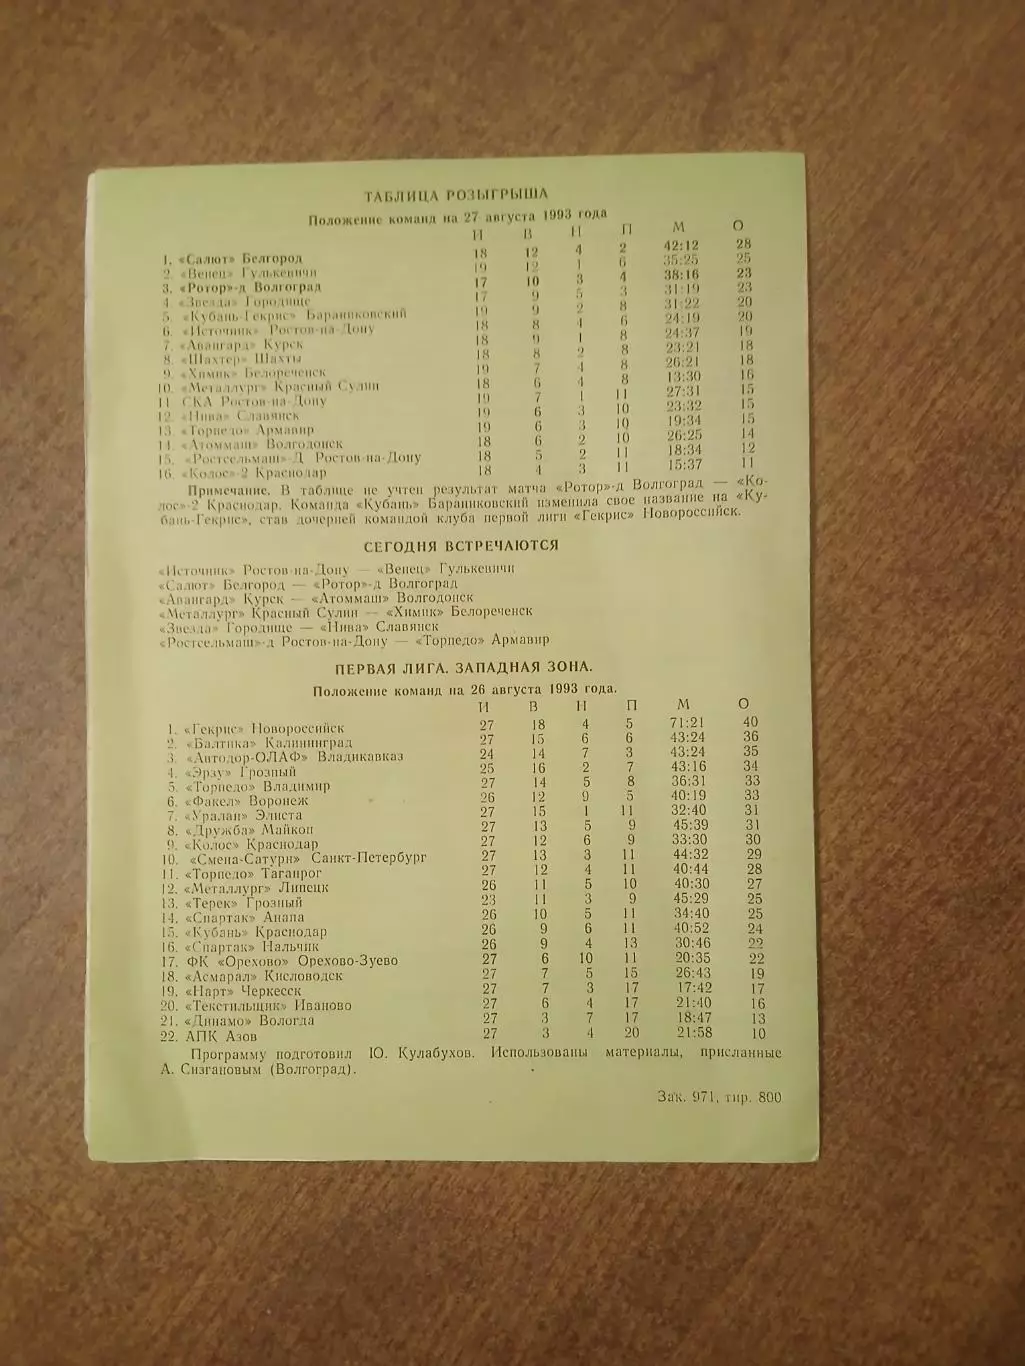 ТАБЛИЦА РОЗЫГРЫША
Положение команд на 27 августа 1993 года
И В Н П М О
1. «Салют» Белгород 18 12 4 2 42:12 28
2. «Венец» Гулькевичи 19 12 1 6 35:25 25
3. «Ротор»-д Волгоград 17 10 3 4 38:16 23
4. «Звезда» Городище 17 9 5 3 31:19 23
5. «Кубань-Гекрис» Бараниковский 19 9 2 8 31:22 20
6. «Источник» Ростов-на-Дону 18 8 4 6 24:19 20
7. «Авангард» Курск 18 9 1 8 24:37 19
8. «Шахтер» Шахты 18 8 2 8 23:21 18
9. «Химик» Белореченск 19 7 4 8 26:21 18
10. «Металлург» Красный Сулин 18 6 4 8 13:30 16
11. СКА Ростов-на-Дону 19 7 1 11 27:31 15
12. «Нива» Славянск 19 6 3 10 23:32 15
13. «Торпедо» Армавир 19 6 3 10 19:34 15
14. «Атоммаш» Волгодонск 18 6 2 10 26:25 14
15. «Ростсельмаш»-Д Ростов-на-Дону 18 5 2 11 18:34 12
16. «Колос»-2 Краснодар 18 4 3 11 15:37 11
Примечание. В таблице не учтен результат матча «Ротор»-д Волгоград — «Ко-
лос»-2 Краснодар. Команда «Кубань» Бараниковский изменила свое название на «Ку-
бань-Гекрис», став дочерней командой клуба первой лиги «Гекрис» Новороссийск.
СЕГОДНЯ ВСТРЕЧАЮТСЯ
«Источник» Ростов-на-Дону — «Венец» Гулькевичи
«Салют» Белгород — «Ротор»-д Волгоград
«Авангард» Курск — «Атоммаш» Волгодонск
«Металлург» Красный Сулин — «Химик» Белореченск
«Звезда» Городище — «Нива» Славянск
«Ростсельмаш»-д Ростов-на-Дону — «Торпедо» Армавир
ПЕРВАЯ ЛИГА. ЗАПАДНАЯ ЗОНА.
Положение команд на 26 августа 1993 года.
И В Н П М О
1. «Гекрис» Новороссийск 27 18 4 5 71:21 40
2. «Балтика» Калининград 27 15 6 6 43:24 36
3. «Автодор-ОЛАФ» Владикавказ 24 14 7 3 43:24 35
4. «Эрзу» Грозный 25 16 2 7 43:16 34
5. «Торпедо» Владимир 27 14 5 8 36:31 33
6. «Факел» Воронеж 26 12 9 5 40:19 33
7. «Уралан» Элиста 27 15 1 11 32:40 31
8. «Дружба» Майкоп 27 13 5 9 45:39 31
9. «Колос» Краснодар 27 12 6 9 33:30 30
10. «Смена-Сатурн» Санкт-Петербург 27 13 3 11 44:32 29
11. «Торпедо» Таганрог 27 12 4 11 40:44 28
12. «Металлург» Липецк 26 11 5 10 40:30 27
13. «Терек» Грозный 23 11 3 9 45:29 25
14. «Спартак» Анапа 26 10 5 11 34:40 25
15. «Кубань» Краснодар 26 9 6 11 40:52 24
16. «Спартак» Нальчик 26 9 4 13 30:46 22
17. ФК «Орехово» Орехово-Зуево 27 6 10 11 20:35 22
18. «Асмарал» Кисловодск 27 7 5 15 26:43 19
19. «Нарт» Черкесск 27 7 3 17 17:42 17
20. «Текстильщик» Иваново 27 6 4 17 21:40 16
21. «Динамо» Вологда 27 3 7 17 18:47 13
22. АПК Азов 27 3 4 20 21:58 10
Программу подготовил Ю. Кулабухов. Использованы материалы, присланные
А. Сизгановым (Волгоград).
Зак. 971, тир. 800